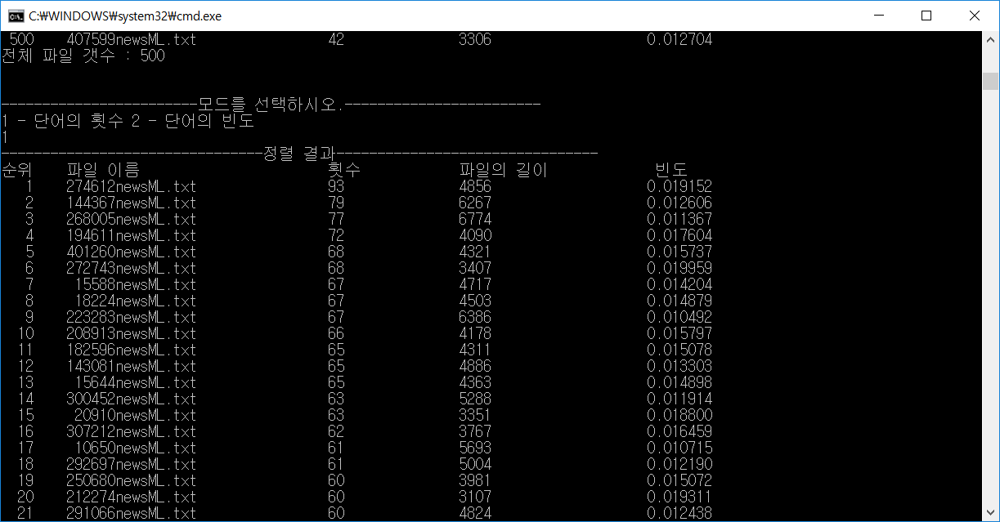 C:₩WINDOWS₩system32₩cmd.exe
500 407599newsML.txt 42 3306 0.012704
전체 파일 갯수 : 500
------------------------모드를 선택하시오.------------------------
1 - 단어의 횟수 2 - 단어의 빈도
1
--------------------------------정렬 결과--------------------------------
순위 파일 이름 횟수 파일의 길이 빈도
1 274612newsML.txt 93 4856 0.019152
2 144367newsML.txt 79 6267 0.012606
3 268005newsML.txt 77 6774 0.011367
4 194611newsML.txt 72 4090 0.017604
5 401260newsML.txt 68 4321 0.015737
6 272743newsML.txt 68 3407 0.019959
7 15588newsML.txt 67 4717 0.014204
8 18224newsML.txt 67 4503 0.014879
9 223283newsML.txt 67 6386 0.010492
10 208913newsML.txt 66 4178 0.015797
11 182596newsML.txt 65 4311 0.015078
12 143081newsML.txt 65 4886 0.013303
13 15644newsML.txt 65 4363 0.014898
14 300452newsML.txt 63 5288 0.011914
15 20910newsML.txt 63 3351 0.018800
16 307212newsML.txt 62 3767 0.016459
17 10650newsML.txt 61 5693 0.010715
18 292697newsML.txt 61 5004 0.012190
19 250680newsML.txt 60 3981 0.015072
20 212274newsML.txt 60 3107 0.019311
21 291066newsML.txt 60 4824 0.012438